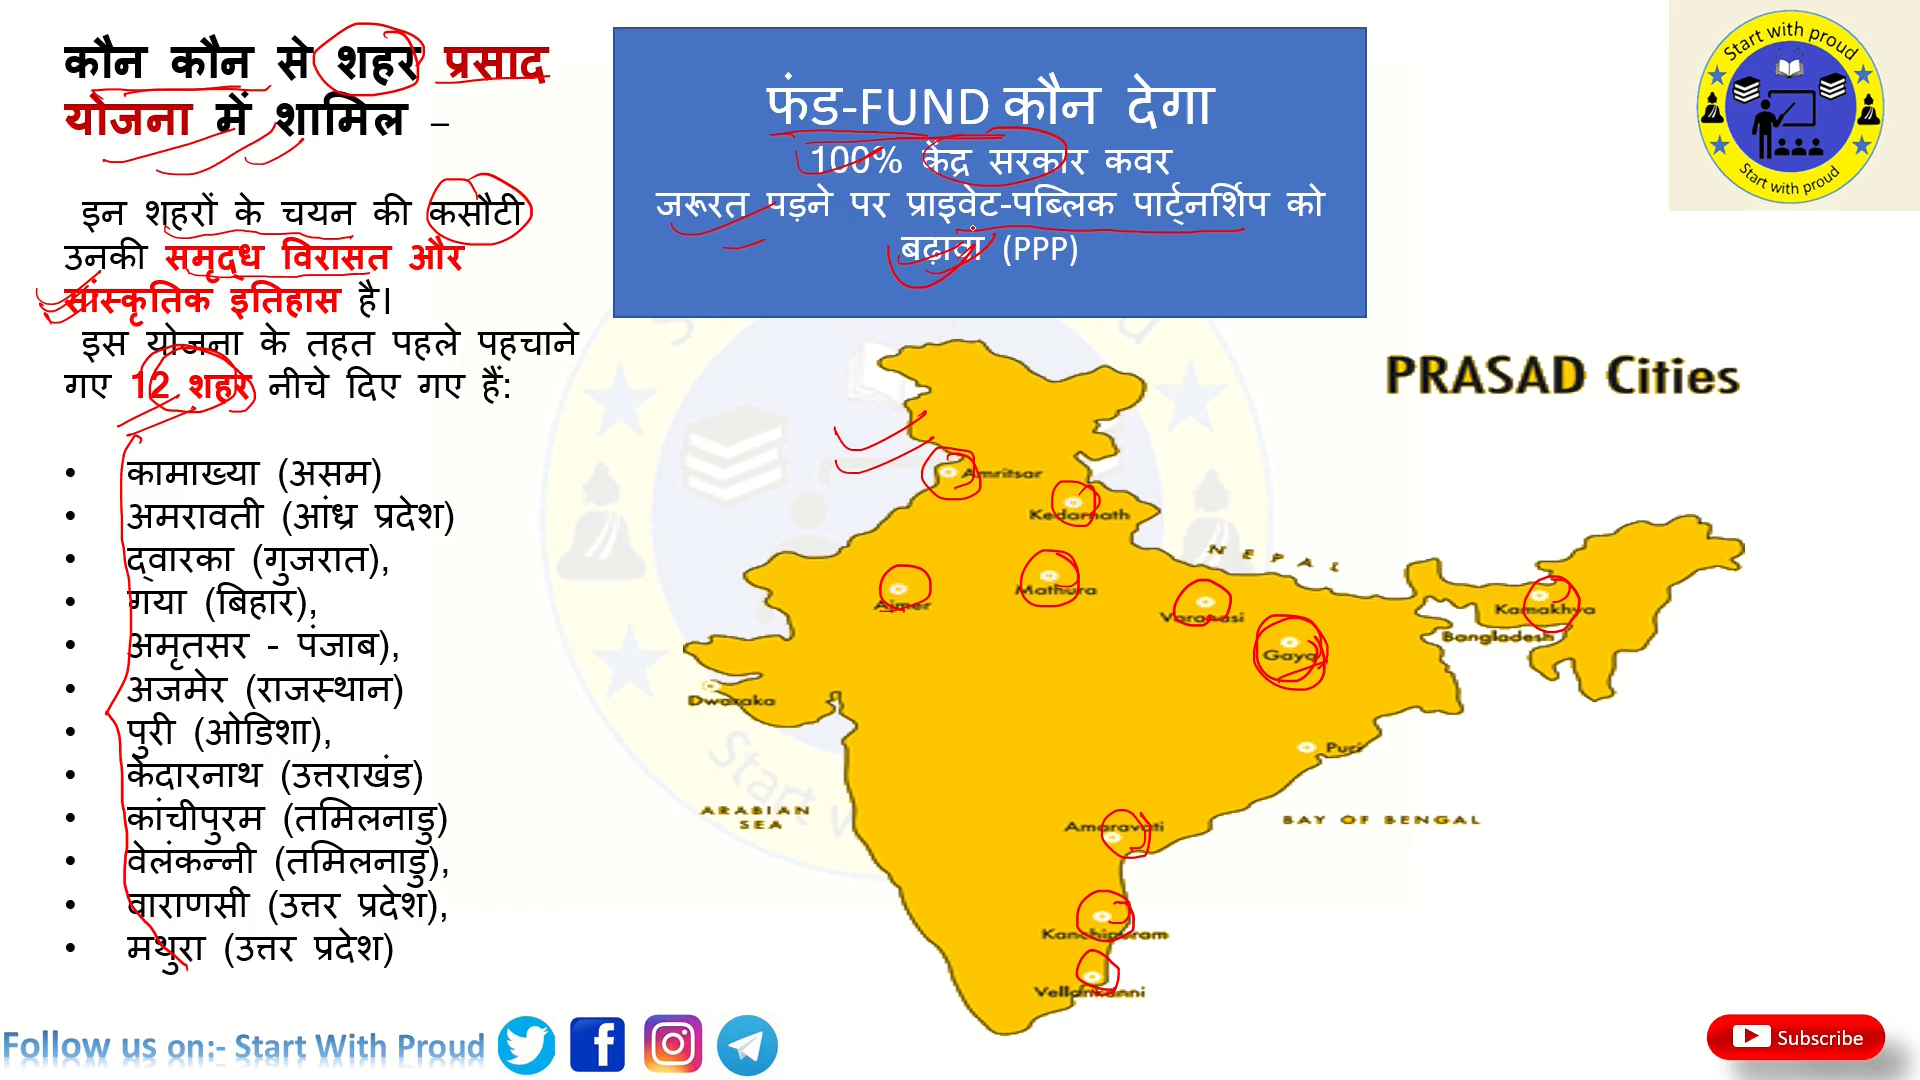 कौन कौन से शहर प्रसाद
योजना में शामिल –
इन शहरों के चयन की कसौटी
उनकी समृद्ध विरासत और
सांस्कृतिक इतिहास है।
इस योजना के तहत पहले पहचाने
गए 12 शहर नीचे दिए गए हैं:
• कामाख्या (असम)
• अमरावती (आंध्र प्रदेश)
• द्वारका (गुजरात),
• गया (बिहार),
• अमृतसर - पंजाब),
• अजमेर (राजस्थान)
• पुरी (ओडिशा),
• केदारनाथ (उत्तराखंड)
• कांचीपुरम (तमिलनाडु)
• वेलंकन्नी (तमिलनाडु),
• वाराणसी (उत्तर प्रदेश),
• मथुरा (उत्तर प्रदेश)
फंड-FUND कौन देगा
100% केंद्र सरकार कवर
जरूरत पड़ने पर प्राइवेट-पब्लिक पार्ट्नर्शिप को
बढ़ावा (PPP)
Start with proud
Start with proud
PRASAD Cities
Amritsar
Kedarnath
NEPAL
Ajmer
Mathura
Varanasi
Kamakhya
Bangladesh
Gaya
Dwaraka
Puri
ARABIAN
SEA
Amaravati
BAY OF BENGAL
Kanchipuram
Vellankanni
Start w
Follow us on:- Start With Proud
Subscribe